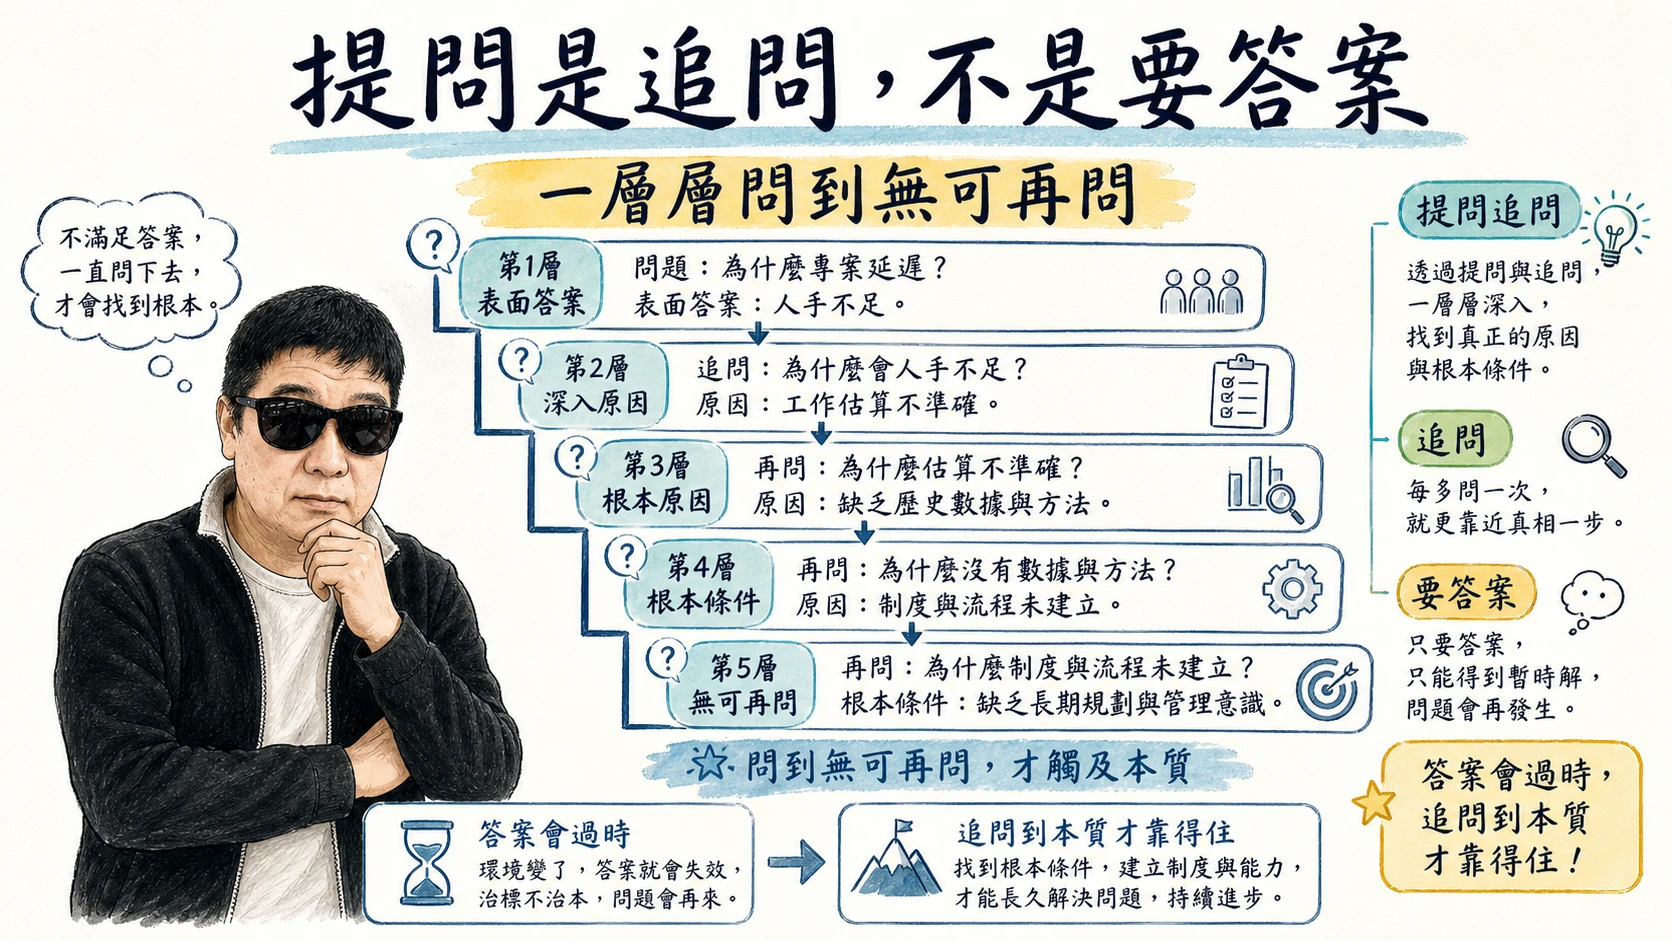 提問是追問，不是要答案
一層層問到無可再問
不滿足答案，
一直問下去，
才會找到根本。
第1層
表面答案
問題：為什麼專案延遲？
表面答案：人手不足。
第2層
深入原因
追問：為什麼會人手不足？
原因：工作估算不準確。
第3層
根本原因
再問：為什麼估算不準確？
原因：缺乏歷史數據與方法。
第4層
根本條件
再問：為什麼沒有數據與方法？
原因：制度與流程未建立。
第5層
無可再問
再問：為什麼制度與流程未建立？
根本條件：缺乏長期規劃與管理意識。
問到無可再問，才觸及本質
答案會過時
環境變了，答案就會失效，
治標不治本，問題會再來。
追問到本質才靠得住
找到根本條件，建立制度與能力，
才能長久解決問題，持續進步。
提問追問
透過提問與追問，
一層層深入，
找到真正的原因
與根本條件。
追問
每多問一次，
就更靠近真相一步。
要答案
只要答案，
只能得到暫時解，
問題會再發生。
答案會過時，
追問到本質
才靠得住！